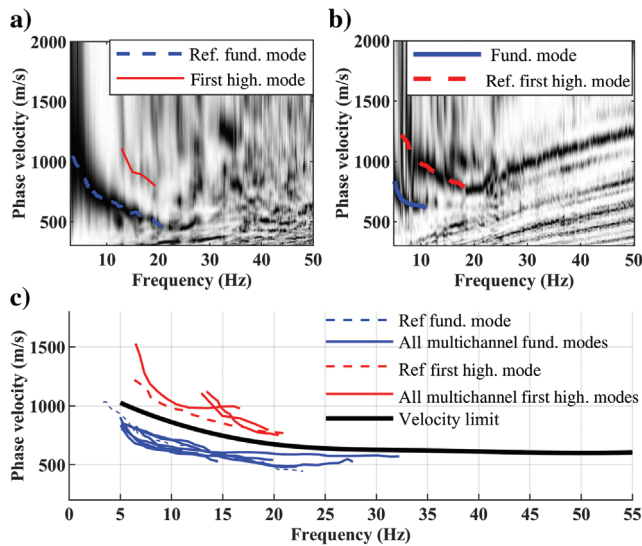 a)
2000
1500
1000
500
Phase velocity (m/s)
Ref. fund. mode
First high. mode
10 20 30 40 50
Frequency (Hz)
b)
2000
1500
1000
500
Phase velocity (m/s)
Fund. mode
Ref. first high. mode
10 20 30 40 50
Frequency (Hz)
c)
1500
1000
500
Phase velocity (m/s)
Ref fund. mode
All multichannel fund. modes
Ref first high. mode
All multichannel first high. modes
Velocity limit
0 5 10 15 20 25 30 35 40 45 50 55
Frequency (Hz)